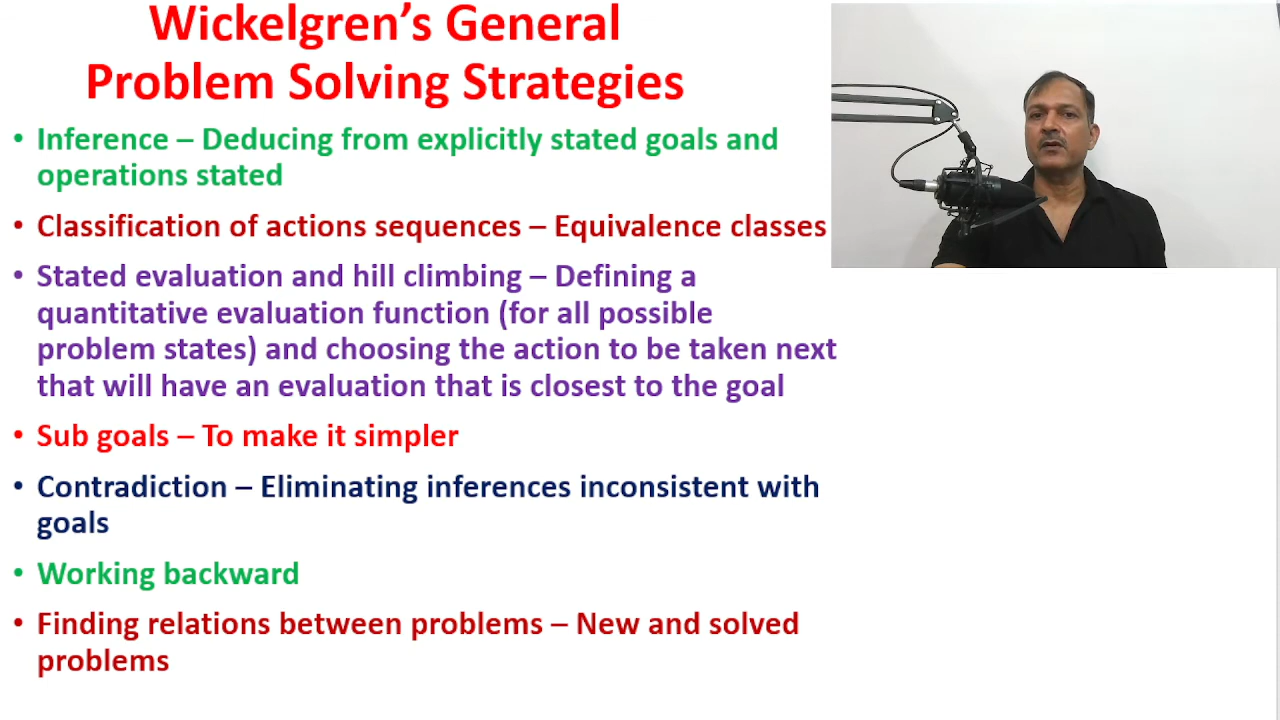 Wickelgren’s General
Problem Solving Strategies
• Inference – Deducing from explicitly stated goals and
operations stated
• Classification of actions sequences – Equivalence classes
• Stated evaluation and hill climbing – Defining a
quantitative evaluation function (for all possible
problem states) and choosing the action to be taken next
that will have an evaluation that is closest to the goal
• Sub goals – To make it simpler
• Contradiction – Eliminating inferences inconsistent with
goals
• Working backward
• Finding relations between problems – New and solved
problems